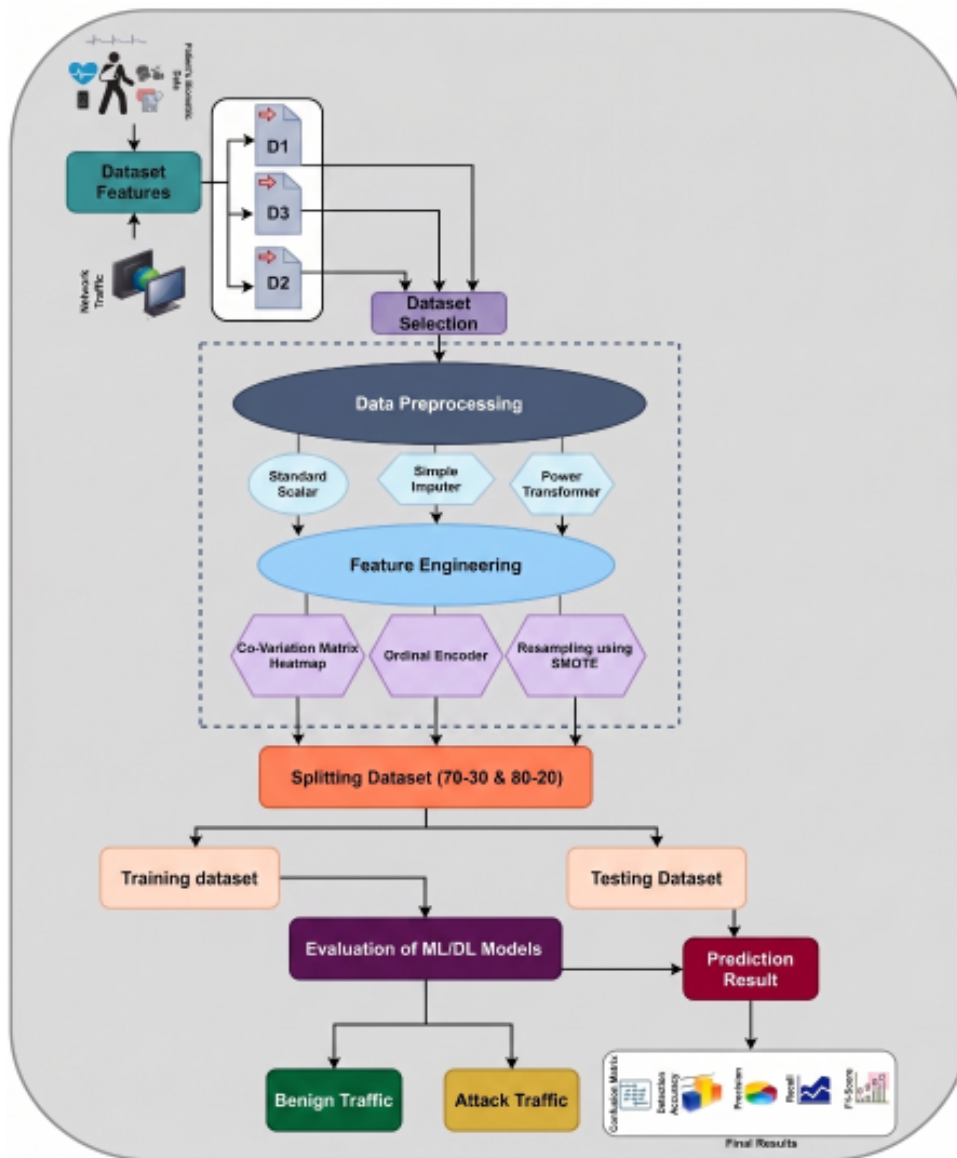 Patient's Biometric
Data
Dataset
Features
Network
Traffic
D1
D3
D2
Dataset
Selection
Data Preprocessing
Standard
Scalar
Simple
Imputer
Power
Transformer
Feature Engineering
Co-Variation Matrix
Heatmap
Ordinal Encoder
Resampling using
SMOTE
Splitting Dataset (70-30 & 80-20)
Training dataset
Testing Dataset
Evaluation of ML/DL Models
Prediction
Result
Benign Traffic
Attack Traffic
Confusion Matrix
Detection
Accuracy
Precision
Recall
F1-Score
Final Results